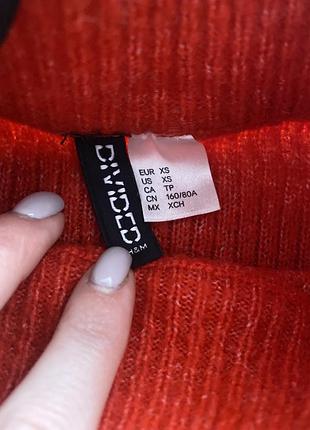 DIVIDED
H&M
EUR XS
US XS
CA TP
CN 160/80A
MX XCH